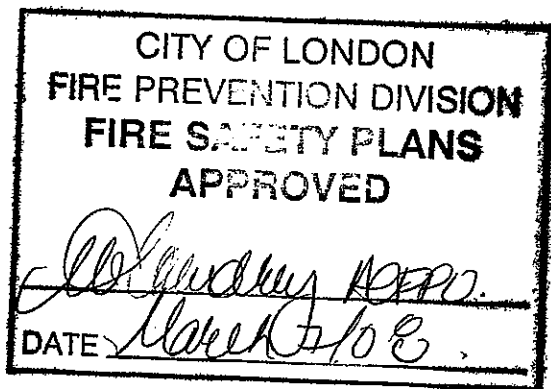 CITY OF LONDON
FIRE PREVENTION DIVISION
FIRE SAFETY PLANS
APPROVED
DATE March